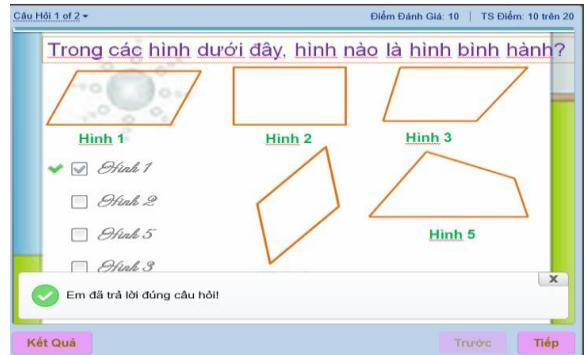 Câu Hỏi 1 of 2
Điểm Đánh Giá: 10 | TS Điểm: 10 trên 20
Trong các hình dưới đây, hình nào là hình bình hành?
Hình 1
Hình 2
Hình 3
Hình 5
Hình 1
Hình 2
Hình 5
Hình 3
X
Em đã trả lời đúng câu hỏi!
Kết Quả
Trước
Tiếp